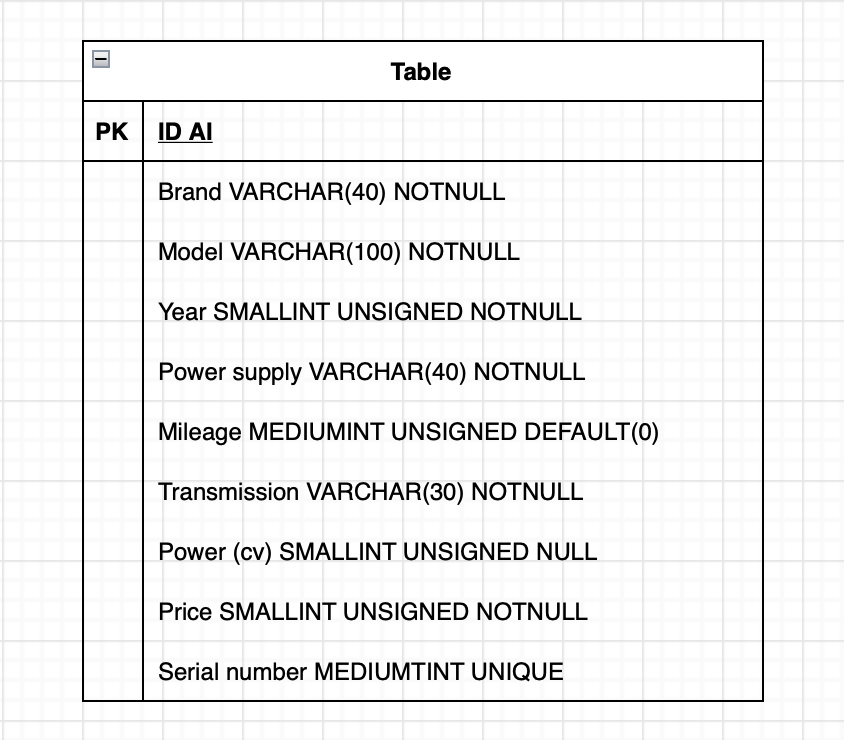 Table
PK ID AI
Brand VARCHAR(40) NOTNULL
Model VARCHAR(100) NOTNULL
Year SMALLINT UNSIGNED NOTNULL
Power supply VARCHAR(40) NOTNULL
Mileage MEDIUMINT UNSIGNED DEFAULT(0)
Transmission VARCHAR(30) NOTNULL
Power (cv) SMALLINT UNSIGNED NULL
Price SMALLINT UNSIGNED NOTNULL
Serial number MEDIUMTINT UNIQUE